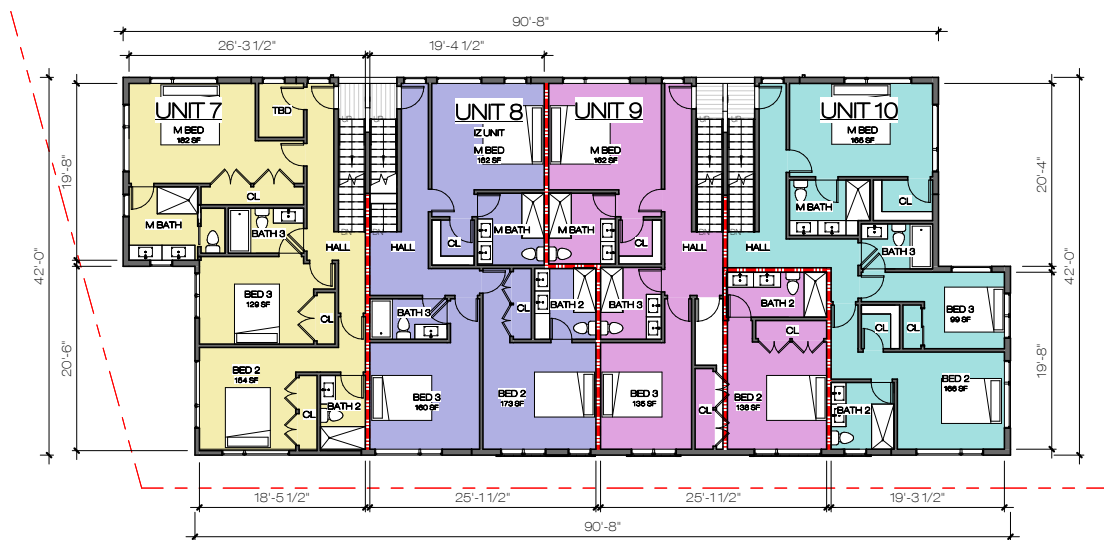 90'-8"
26'-3 1/2"
19'-4 1/2"
UNIT 7
M BED
162 SF
TBD
UNIT 8
IZ UNIT
M BED
162 SF
UNIT 9
M BED
162 SF
UNIT 10
M BED
166 SF
19'-8"
42'-0"
20'-6"
20'-4"
42'-0"
19'-8"
CL
M BATH
BATH 3
HALL
DN
HALL
CL
M BATH
M BATH
CL
HALL
DN
HALL
M BATH
CL
BATH 3
BED 3
129 SF
CL
BATH 3
CL
BATH 2
BATH 3
BATH 2
CL
CL
CL
BED 3
99 SF
BED 2
154 SF
CL
BATH 2
BED 3
160 SF
BED 2
173 SF
BED 3
135 SF
CL
BED 2
138 SF
BATH 2
BED 2
166 SF
18'-5 1/2"
25'-1 1/2"
25'-1 1/2"
19'-3 1/2"
90'-8"